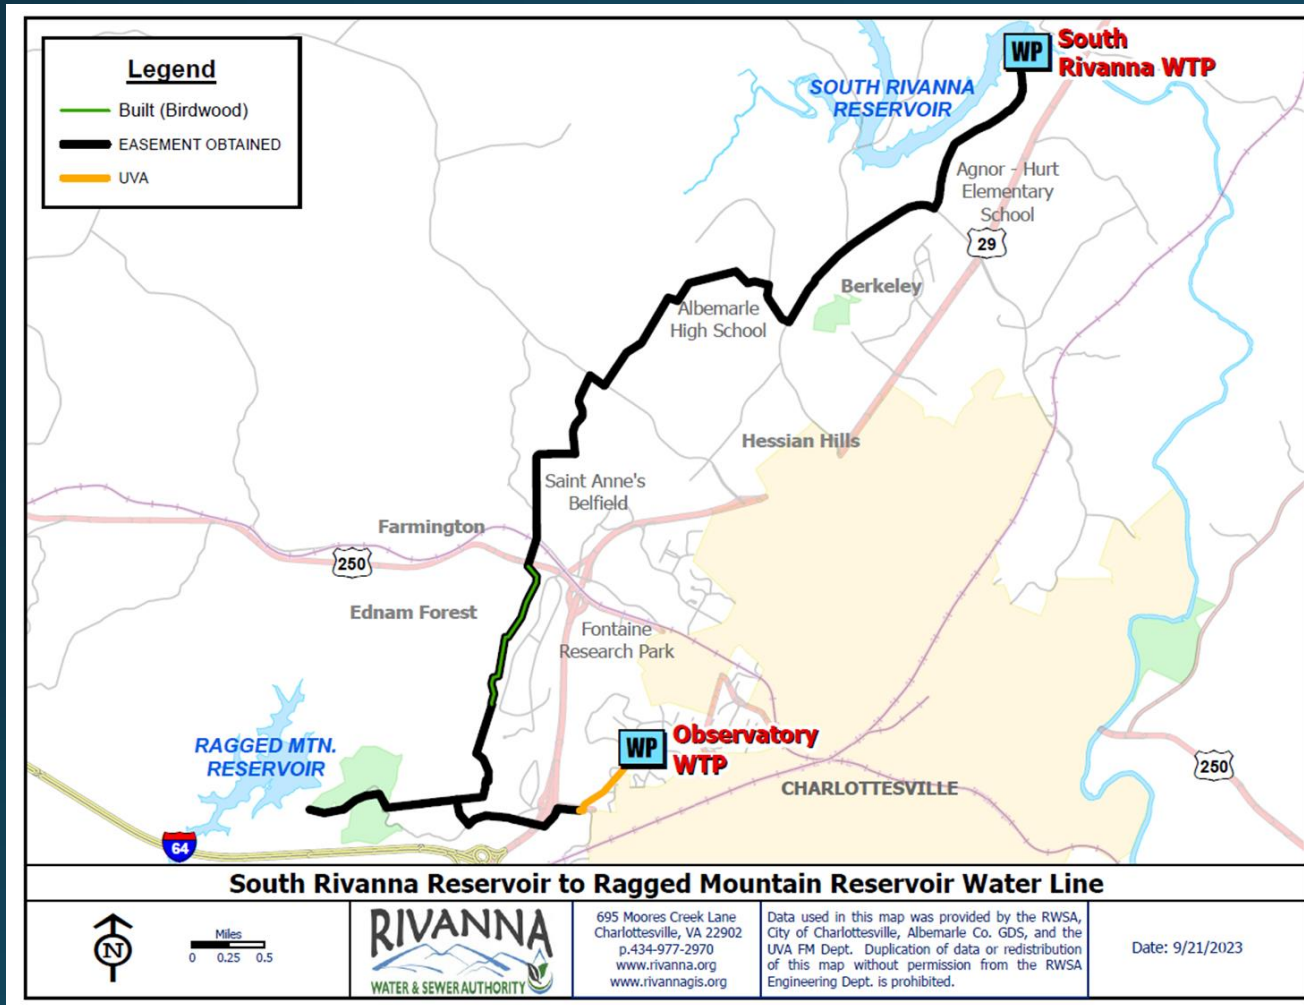 Legend
Built (Birdwood)
EASEMENT OBTAINED
UVA
WP
South
Rivanna WTP
SOUTH RIVANNA
RESERVOIR
Agnor - Hurt
Elementary
School
29
Berkeley
Albemarle
High School
Hessian Hills
Saint Anne's
Belfield
Farmington
250
Ednam Forest
Fontaine
Research Park
RAGGED MTN.
RESERVOIR
WP
Observatory
WTP
CHARLOTTESVILLE
250
64
South Rivanna Reservoir to Ragged Mountain Reservoir Water Line
N
Miles
0 0.25 0.5
RIVANNA
WATER & SEWER AUTHORITY
695 Moores Creek Lane
Charlottesville, VA 22902
p.434-977-2970
www.rivanna.org
www.rivannagis.org
Data used in this map was provided by the RWSA,
City of Charlottesville, Albemarle Co. GDS, and the
UVA FM Dept. Duplication of data or redistribution
of this map without permission from the RWSA
Engineering Dept. is prohibited.
Date: 9/21/2023